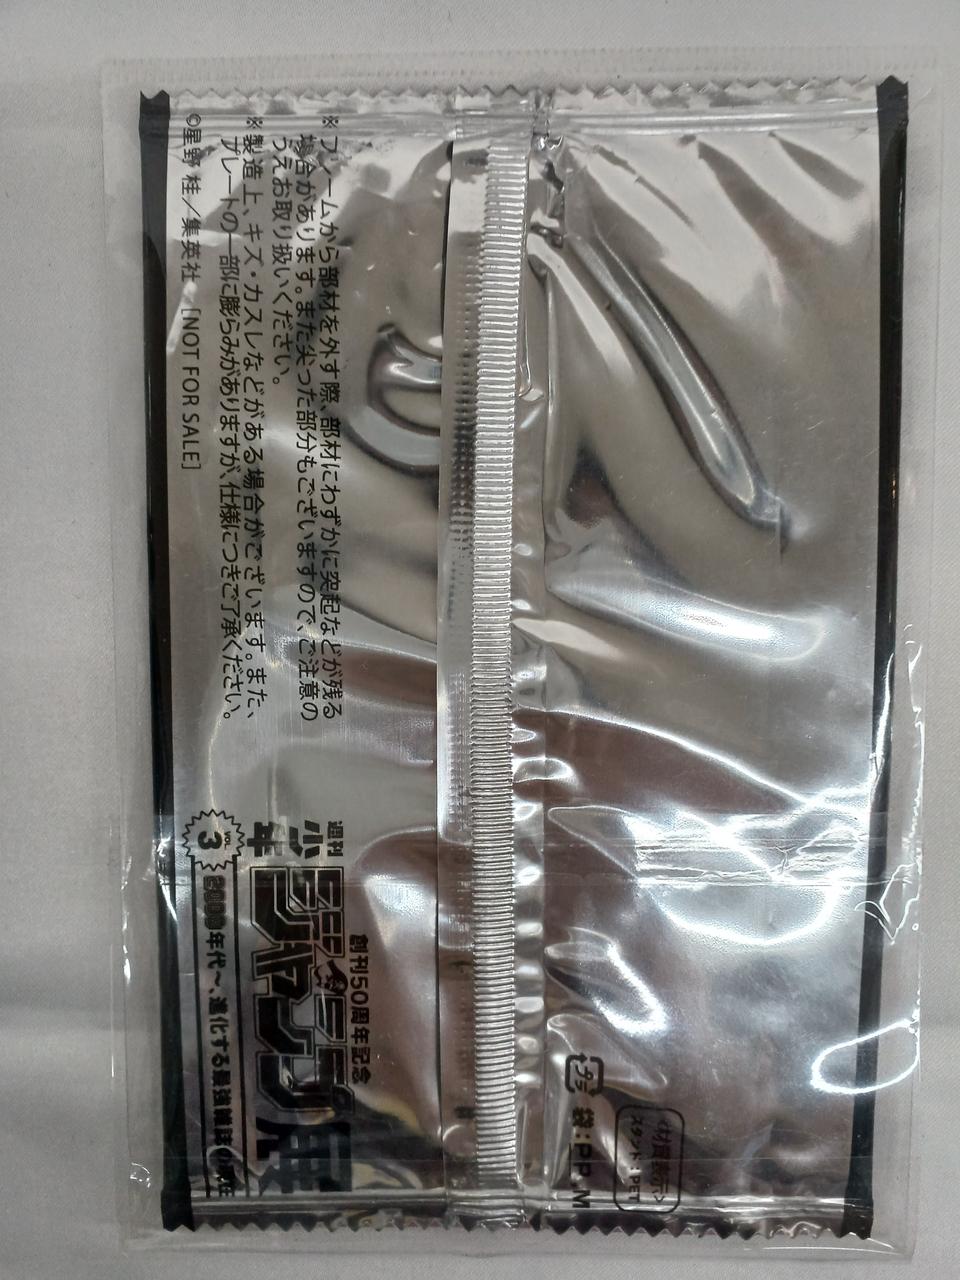 ※フレームから部材を外す際、部材にわずかに突起などが残る
場合があります。また尖った部分もございますので、ご注意の
うえお取り扱いください。
※製造上、キズ・カスレなどがある場合がございます。また、
プレートの一部に膨らみがありますが、仕様につきご了承ください。
©星野 桂／集英社 [NOT FOR SALE]
創刊50周年記念
週刊
少年
ジャンプ展
VOL.
3
2000年代〜、進化する最強雑誌の現在
プラ
袋:PP, M
<材質表示>
スタンド:PET